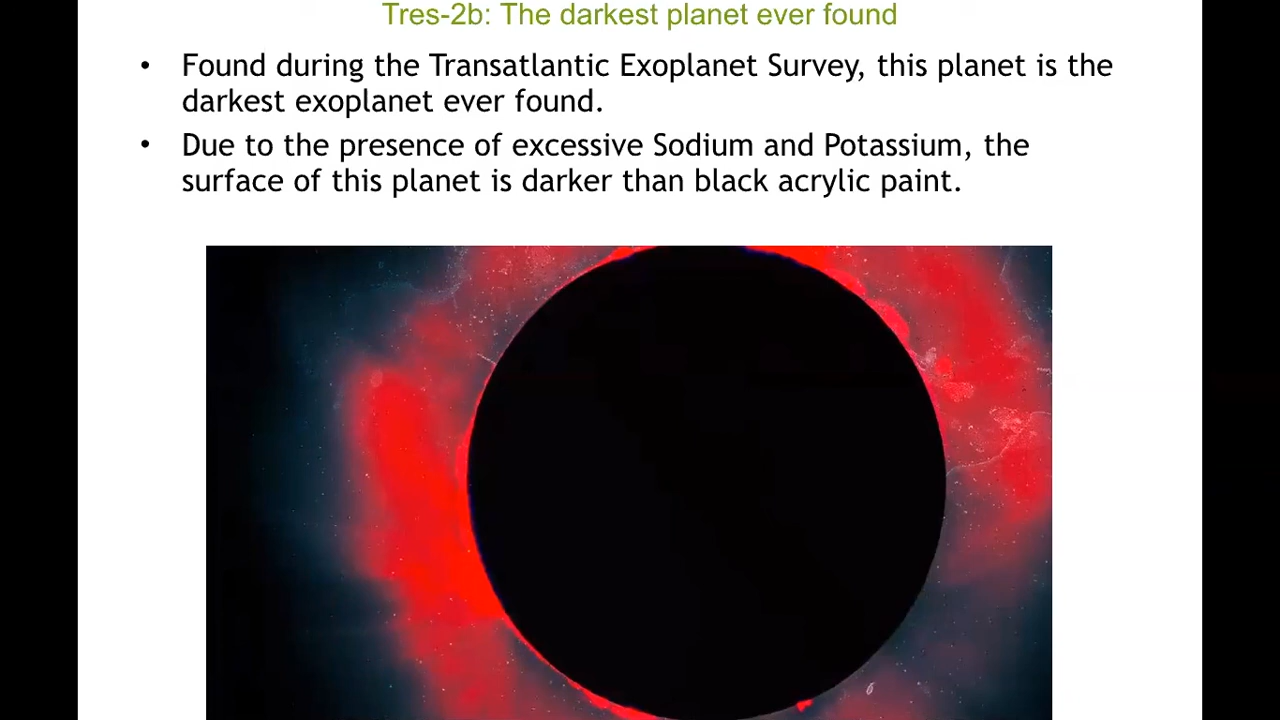 Tres-2b: The darkest planet ever found
• Found during the Transatlantic Exoplanet Survey, this planet is the
darkest exoplanet ever found.
• Due to the presence of excessive Sodium and Potassium, the
surface of this planet is darker than black acrylic paint.